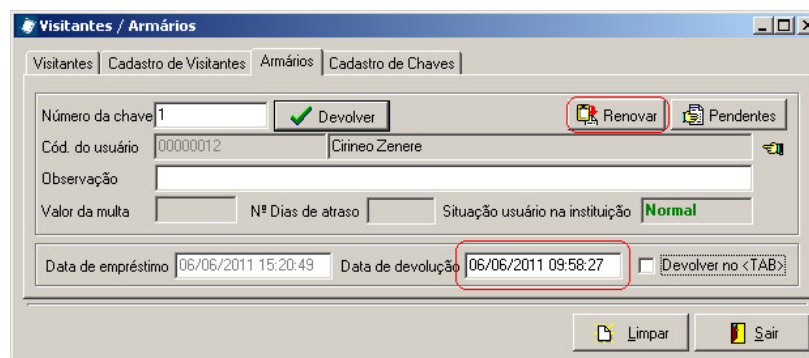 Visitantes / Armários
Visitantes Cadastro de Visitantes Armários Cadastro de Chaves
Número da chave 1 Devolver Renovar Pendentes
Cód. do usuário 00000012 Cirineo Zenere
Observação
Valor da multa Nº Dias de atraso Situação usuário na instituição Normal
Data de empréstimo 06/06/2011 15:20:49 Data de devolução 06/06/2011 09:58:27 Devolver no <TAB>
Limpar Sair